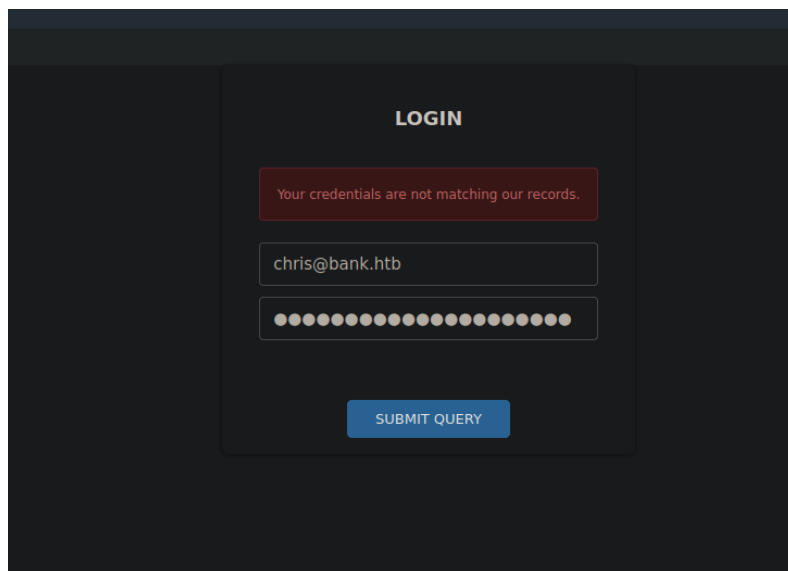 LOGIN
Your credentials are not matching our records.
chris@bank.htb
●●●●●●●●●●●●●●●●●●●●●
SUBMIT QUERY